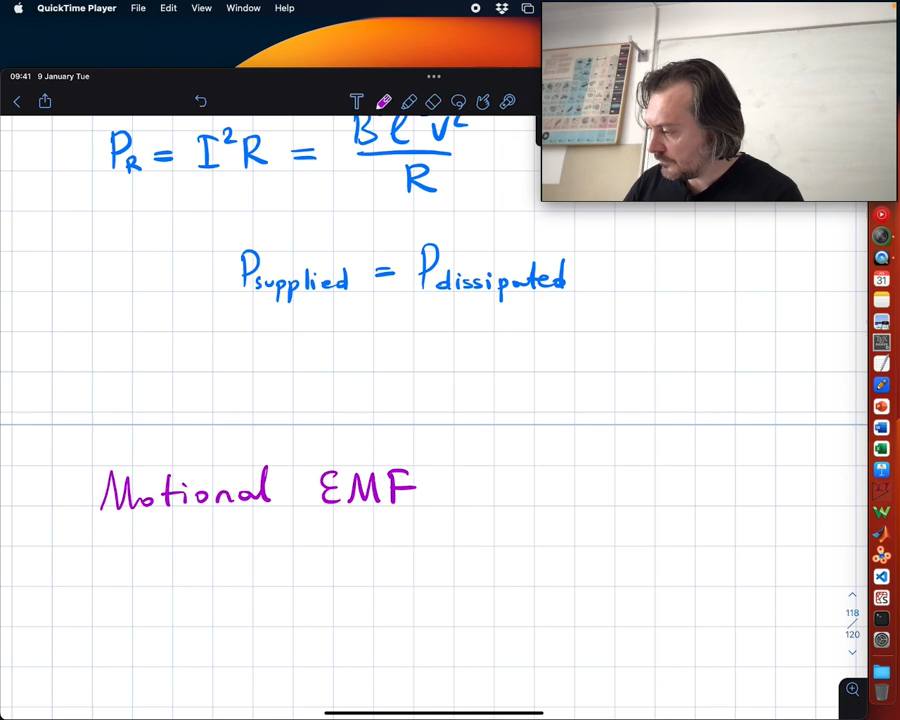 QuickTime Player File Edit View Window Help
09:41 9 January Tue
T
P_R = I²R = B²l²v² / R
P_supplied = P_dissipated
Motional EMF
31
118
120